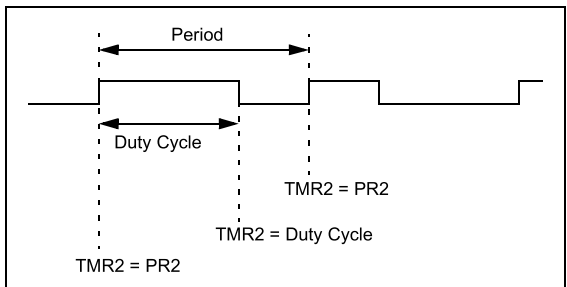 Period
Duty Cycle
TMR2 = PR2
TMR2 = Duty Cycle
TMR2 = PR2